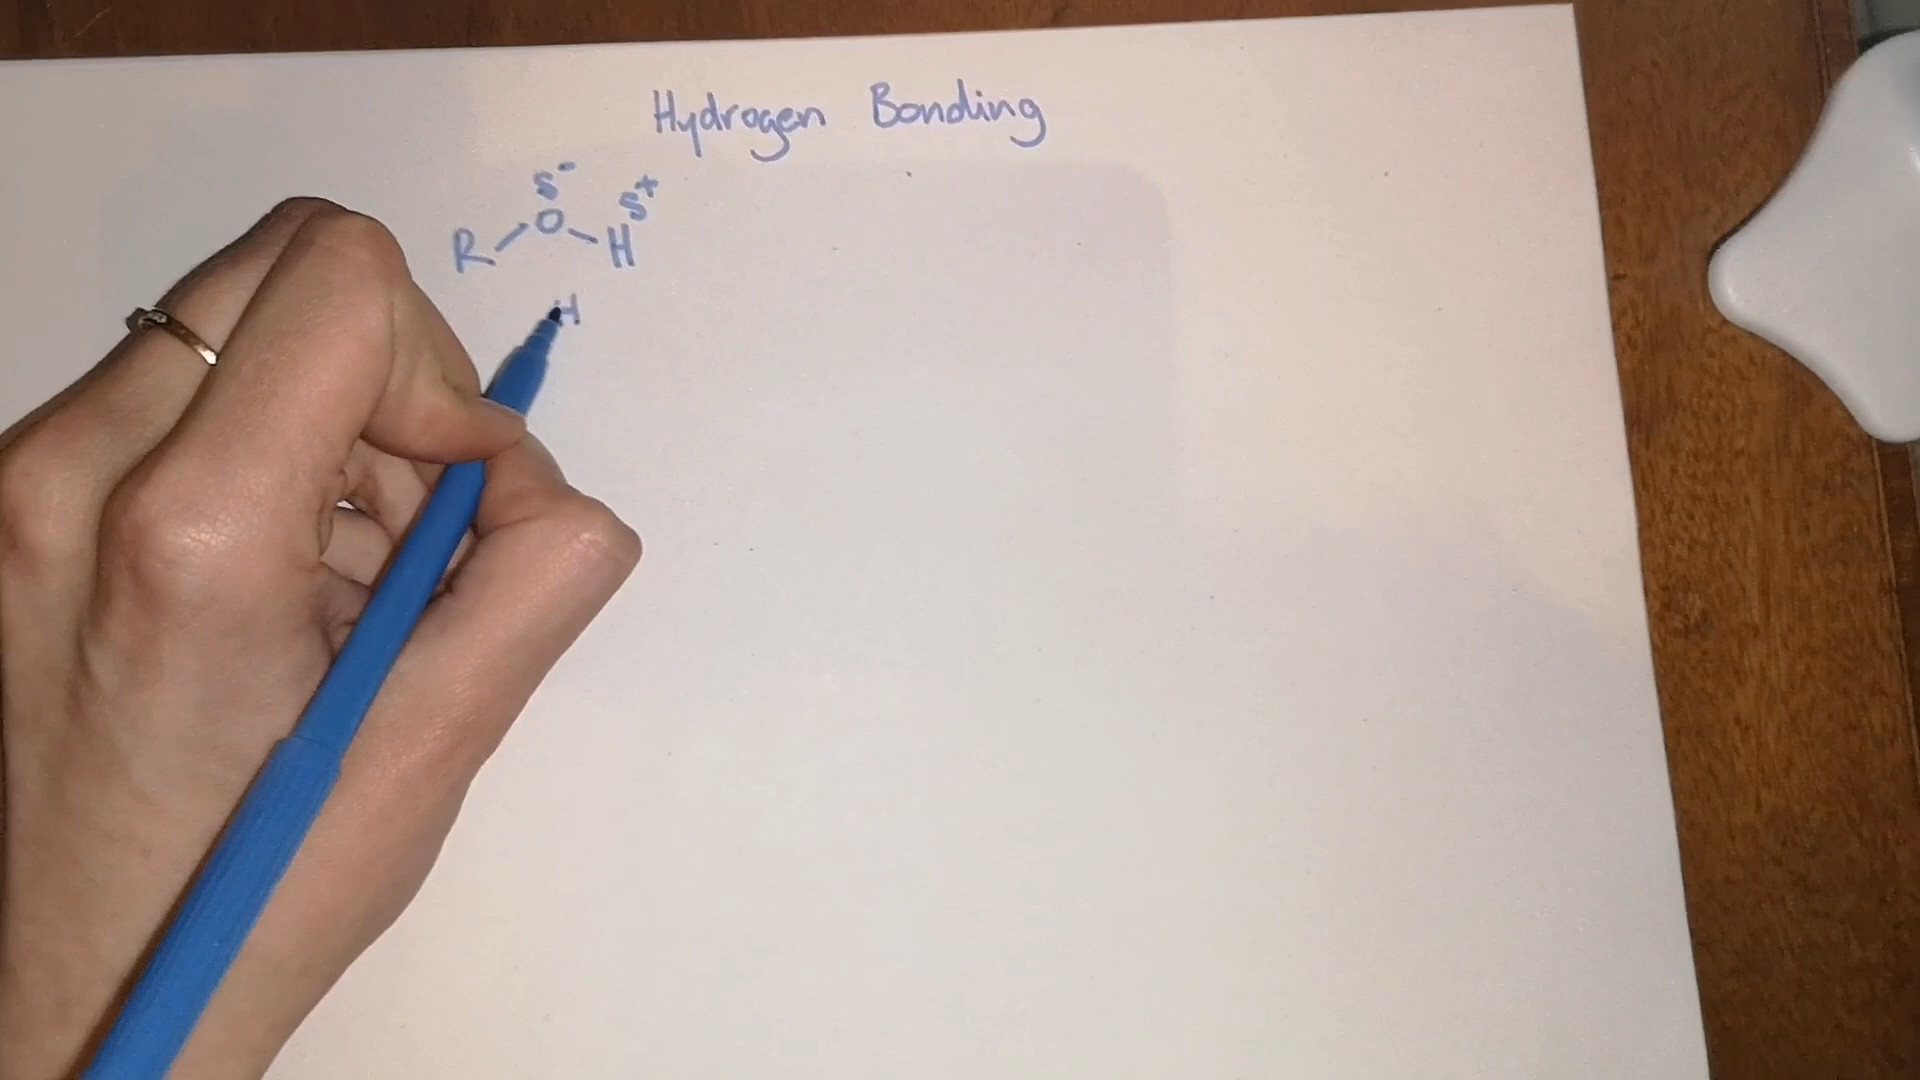 Hydrogen Bonding
δ-
δ+
R-O-H
H